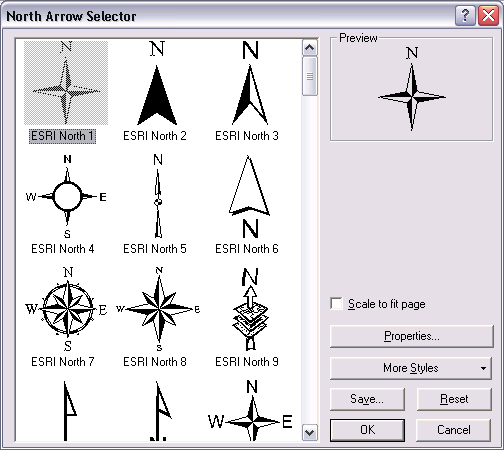 North Arrow Selector
Preview
N N N
N
ESRI North 1 ESRI North 2 ESRI North 3
N
W E
S
N
ESRI North 4 ESRI North 5 ESRI North 6
N
W E
S
N
W E
S
N
ESRI North 7 ESRI North 8 ESRI North 9
N
W E
Scale to fit page
Properties...
More Styles
Save... Reset
OK Cancel